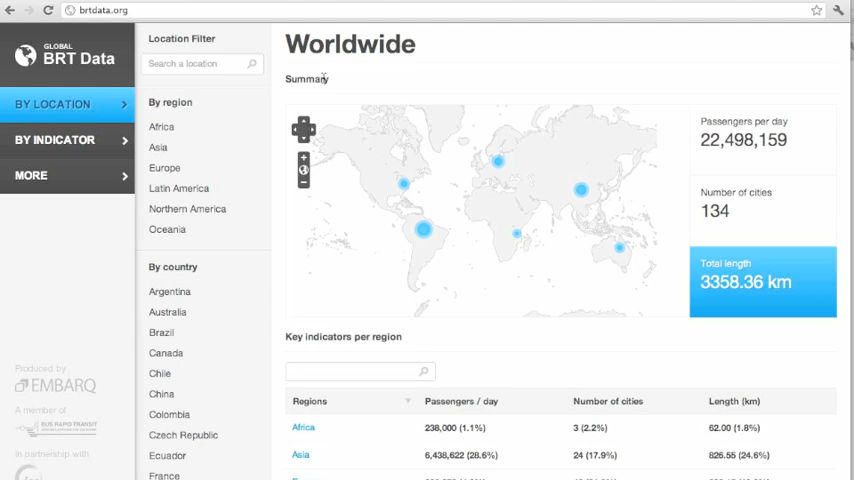 brtdata.org
GLOBAL
BRT Data
BY LOCATION
BY INDICATOR
MORE
Produced by
EMBARQ
A member of
BUS RAPID TRANSIT
In partnership with
Location Filter
Search a location
By region
Africa
Asia
Europe
Latin America
Northern America
Oceania
By country
Argentina
Australia
Brazil
Canada
Chile
China
Colombia
Czech Republic
Ecuador
France
Worldwide
Summary
Passengers per day
22,498,159
Number of cities
134
Total length
3358.36 km
Key indicators per region
Regions Passengers / day Number of cities Length (km)
Africa 238,000 (1.1%) 3 (2.2%) 62.00 (1.8%)
Asia 6,438,622 (28.6%) 24 (17.9%) 826.55 (24.6%)